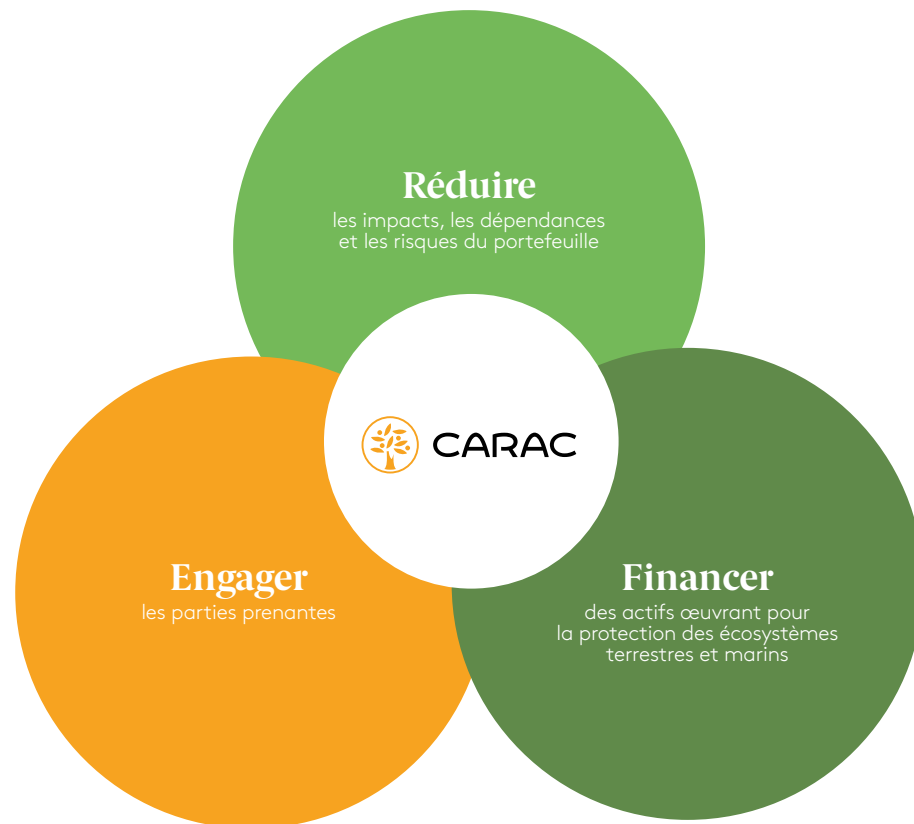 Réduire
les impacts, les dépendances
et les risques du portefeuille
CARAC
Engager
les parties prenantes
Financer
des actifs œuvrant pour
la protection des écosystèmes
terrestres et marins